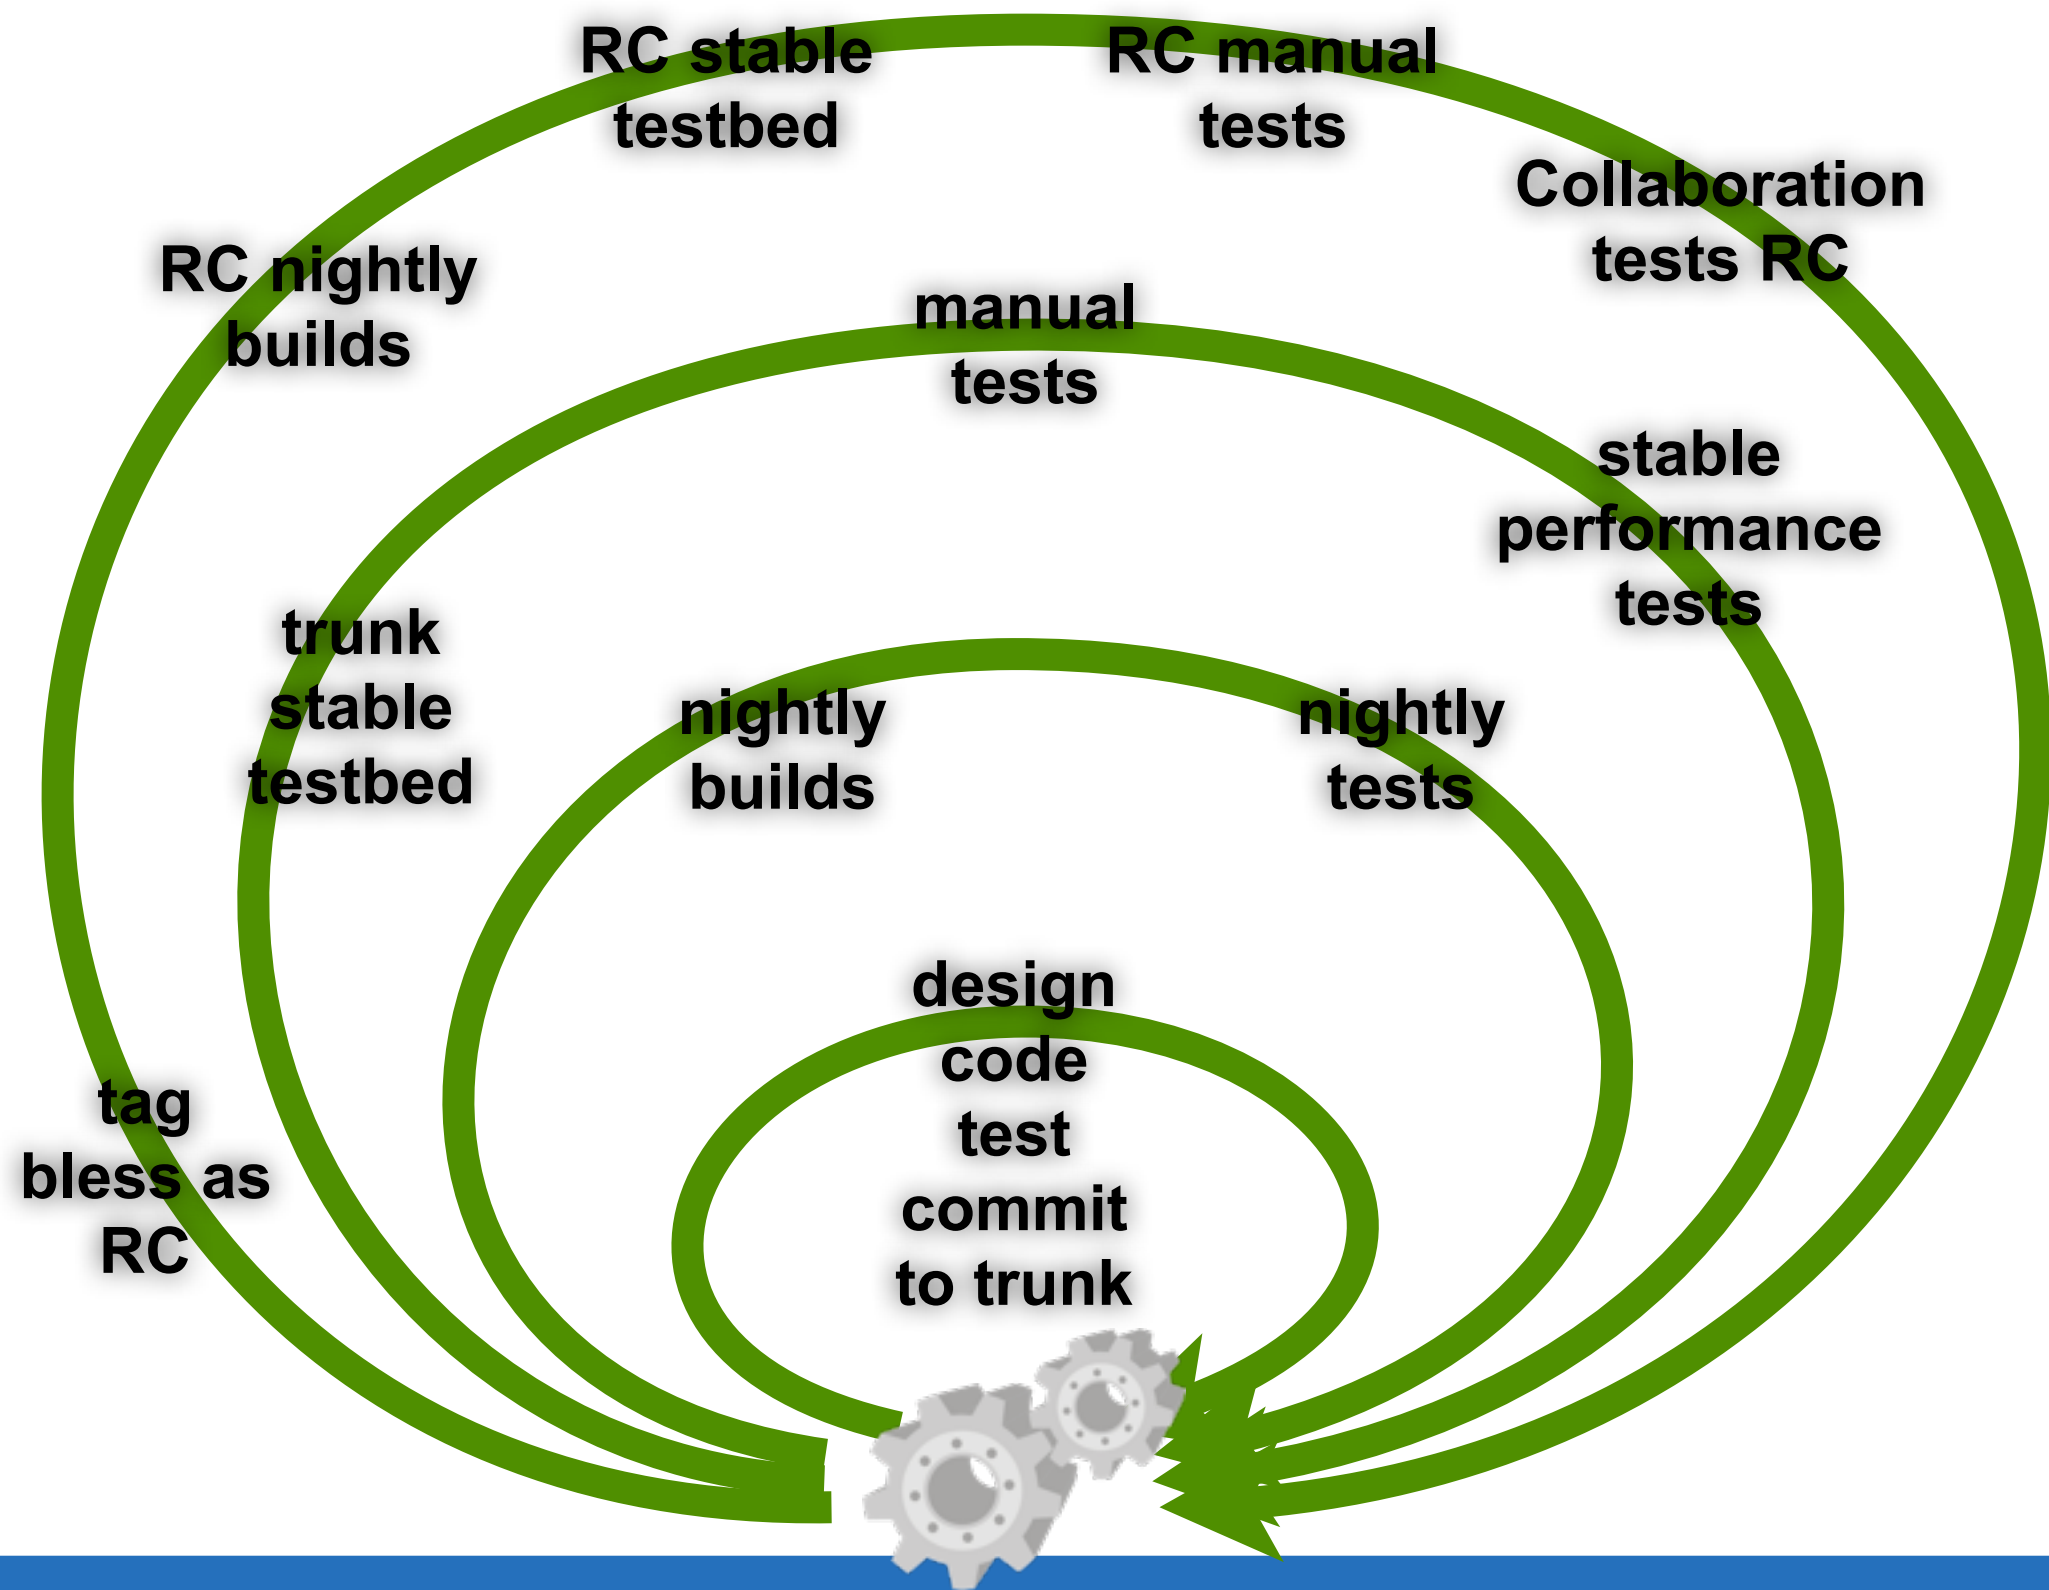 RC stable
testbed
RC manual
tests
Collaboration
tests RC
RC nightly
builds
manual
tests
stable
performance
tests
trunk
stable
testbed
nightly
builds
nightly
tests
design
code
test
commit
to trunk
tag
bless as
RC